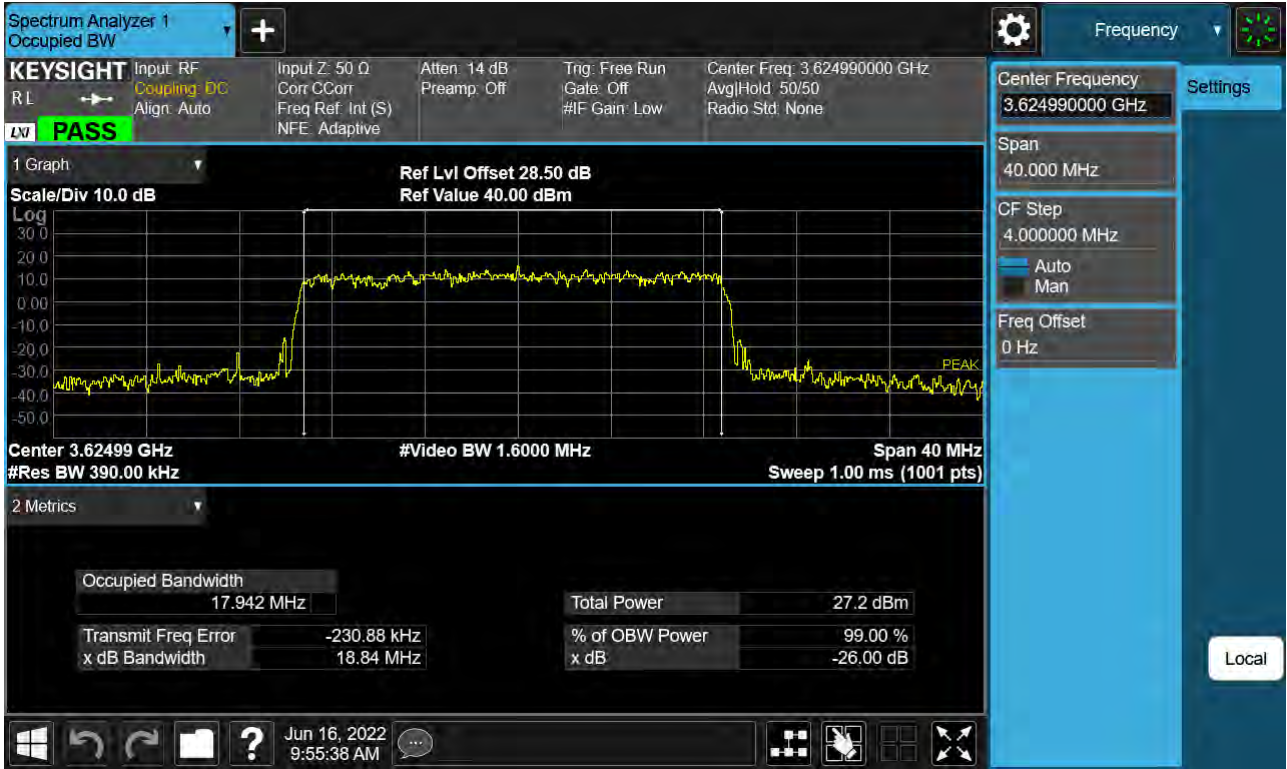 Spectrum Analyzer 1
Occupied BW
Frequency
KEYSIGHT
RL
LXI PASS
Input: RF
Coupling: DC
Align: Auto
Input Z: 50 Ω
Corr CCorr
Freq Ref: Int (S)
NFE: Adaptive
Atten: 14 dB
Preamp: Off
Trig: Free Run
Gate: Off
#IF Gain: Low
Center Freq: 3.624990000 GHz
Avg|Hold: 50/50
Radio Std: None
Center Frequency
3.624990000 GHz
Settings
Span
40.000 MHz
CF Step
4.000000 MHz
Auto
Man
Freq Offset
0 Hz
Local
1 Graph
Scale/Div 10.0 dB
Ref Lvl Offset 28.50 dB
Ref Value 40.00 dBm
Log
30.0
20.0
10.0
0.00
-10.0
-20.0
-30.0
-40.0
-50.0
PEAK
Center 3.62499 GHz
#Video BW 1.6000 MHz
Span 40 MHz
#Res BW 390.00 kHz
Sweep 1.00 ms (1001 pts)
2 Metrics
Occupied Bandwidth
17.942 MHz
Total Power 27.2 dBm
Transmit Freq Error -230.88 kHz
% of OBW Power 99.00 %
x dB Bandwidth 18.84 MHz
x dB -26.00 dB
?
Jun 16, 2022
9:55:38 AM